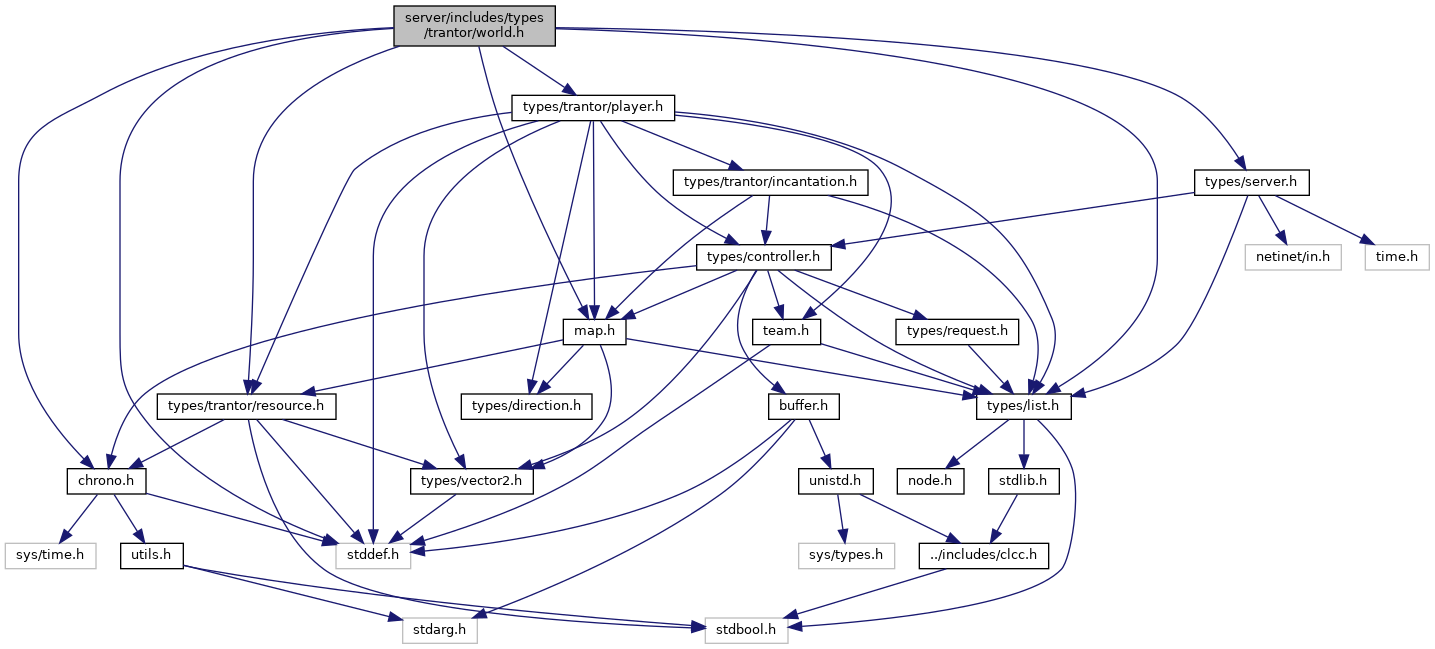 server/includes/types
/trantor/world.h
types/trantor/player.h
types/trantor/incantation.h
types/server.h
types/controller.h
netinet/in.h
time.h
map.h
team.h
types/request.h
types/trantor/resource.h
types/direction.h
buffer.h
types/list.h
chrono.h
types/vector2.h
unistd.h
node.h
stdlib.h
sys/time.h
utils.h
stddef.h
sys/types.h
../includes/clcc.h
stdarg.h
stdbool.h